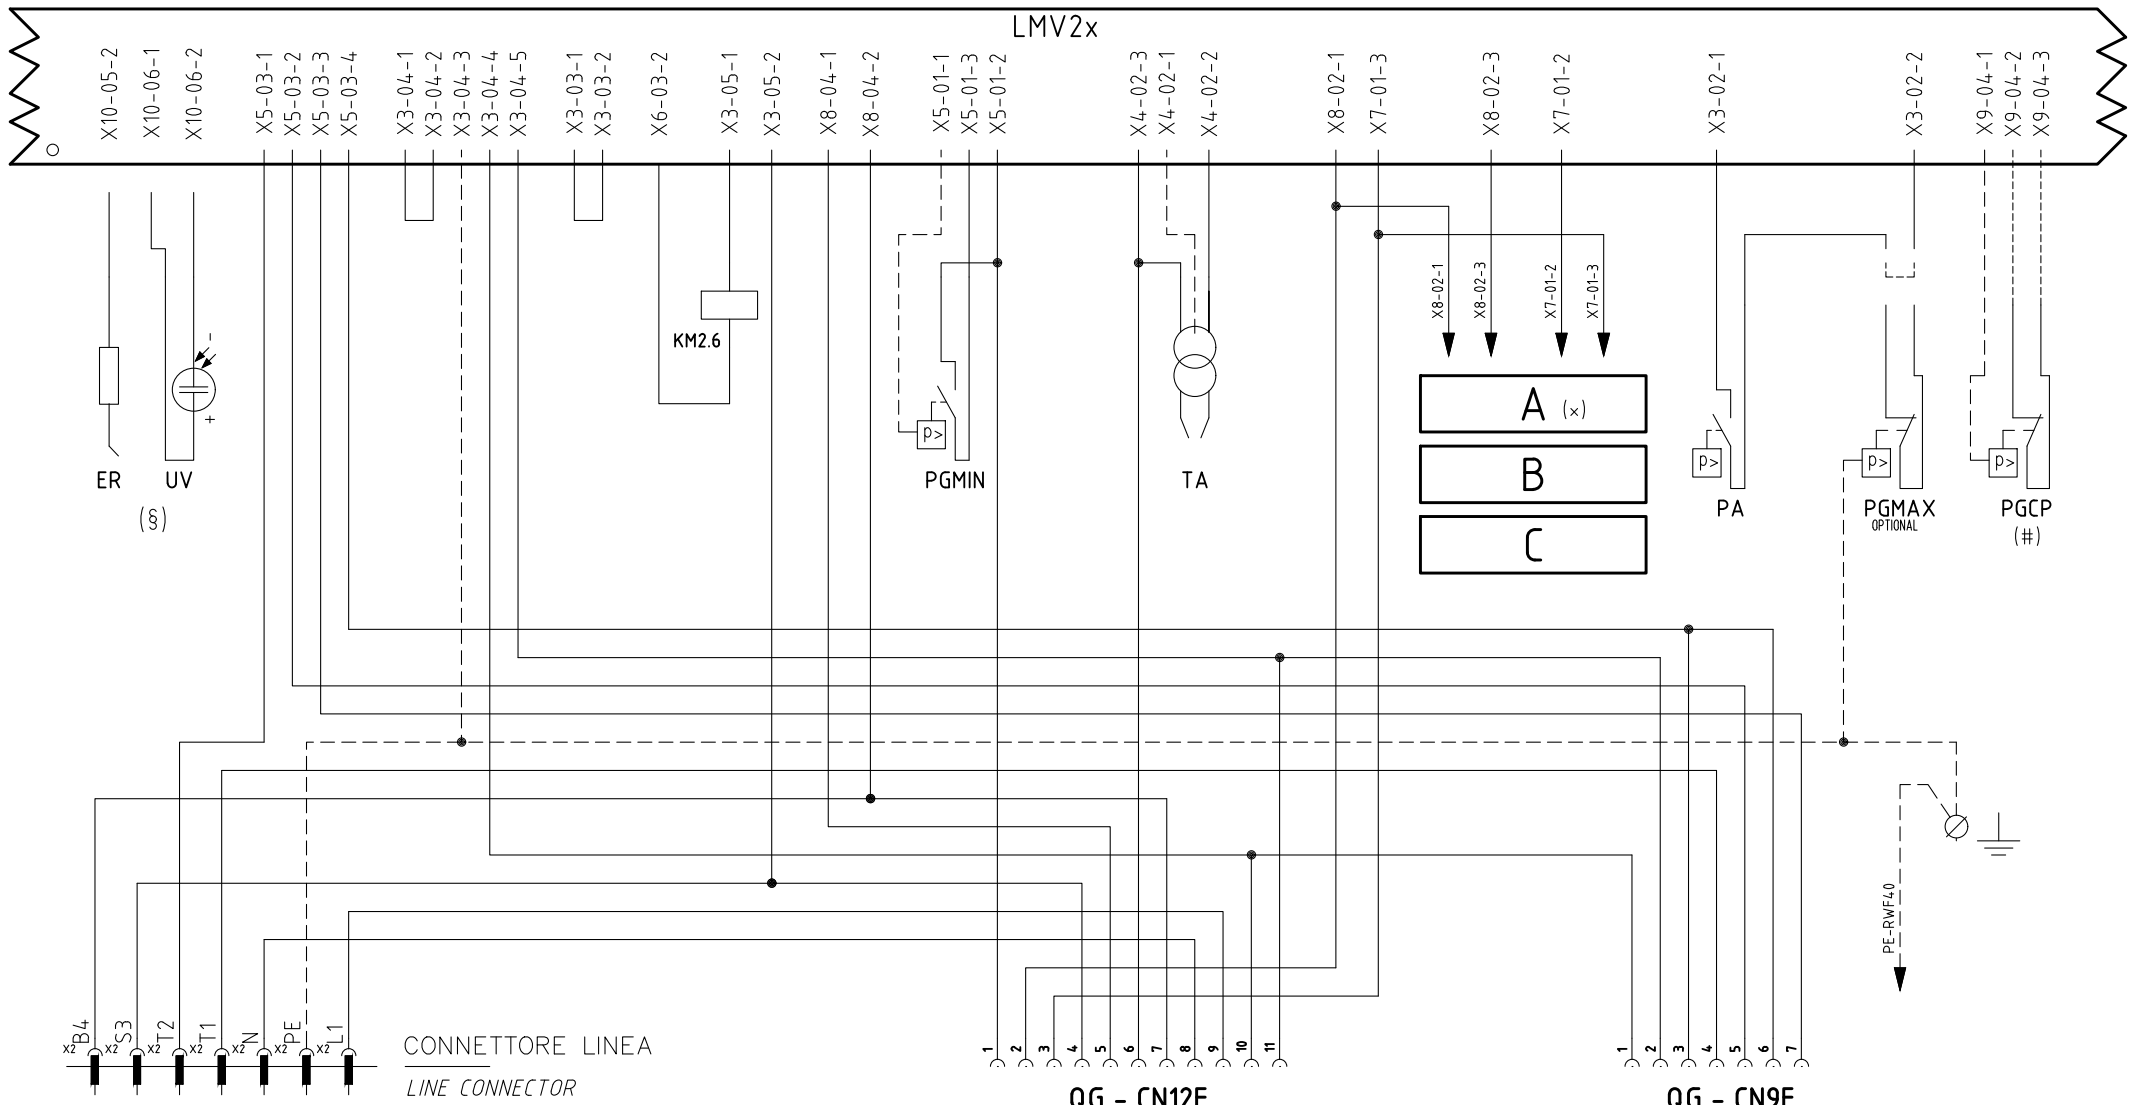 LMV2x
X10-05-2
X10-06-1
X10-06-2
X5-03-1
X5-03-2
X5-03-3
X5-03-4
X3-04-1
X3-04-2
X3-04-3
X3-04-4
X3-04-5
X3-03-1
X3-03-2
X6-03-2
X3-05-1
X3-05-2
X8-04-1
X8-04-2
X5-01-1
X5-01-3
X5-01-2
X4-02-3
X4-02-1
X4-02-2
X8-02-1
X7-01-3
X8-02-3
X7-01-2
X3-02-1
X3-02-2
X9-04-1
X9-04-2
X9-04-3
X8-02-1
X8-02-3
X7-01-2
X7-01-3
KM2.6
- 
+
A (x)
B
C
p>
p>
p>
p>
ER
UV
(§)
PGMIN
TA
PA
PGMAX
OPTIONAL
PGCP
(#)
PE-RWF40
X2 B4
X2 S3
X2 T2
X2 T1
X2 N
X2 PE
X2 L1
CONNETTORE LINEA
LINE CONNECTOR
1 2 3 4 5 6 7 8 9 10 11
QG - CN12F
1 2 3 4 5 6 7
QG - CN9F